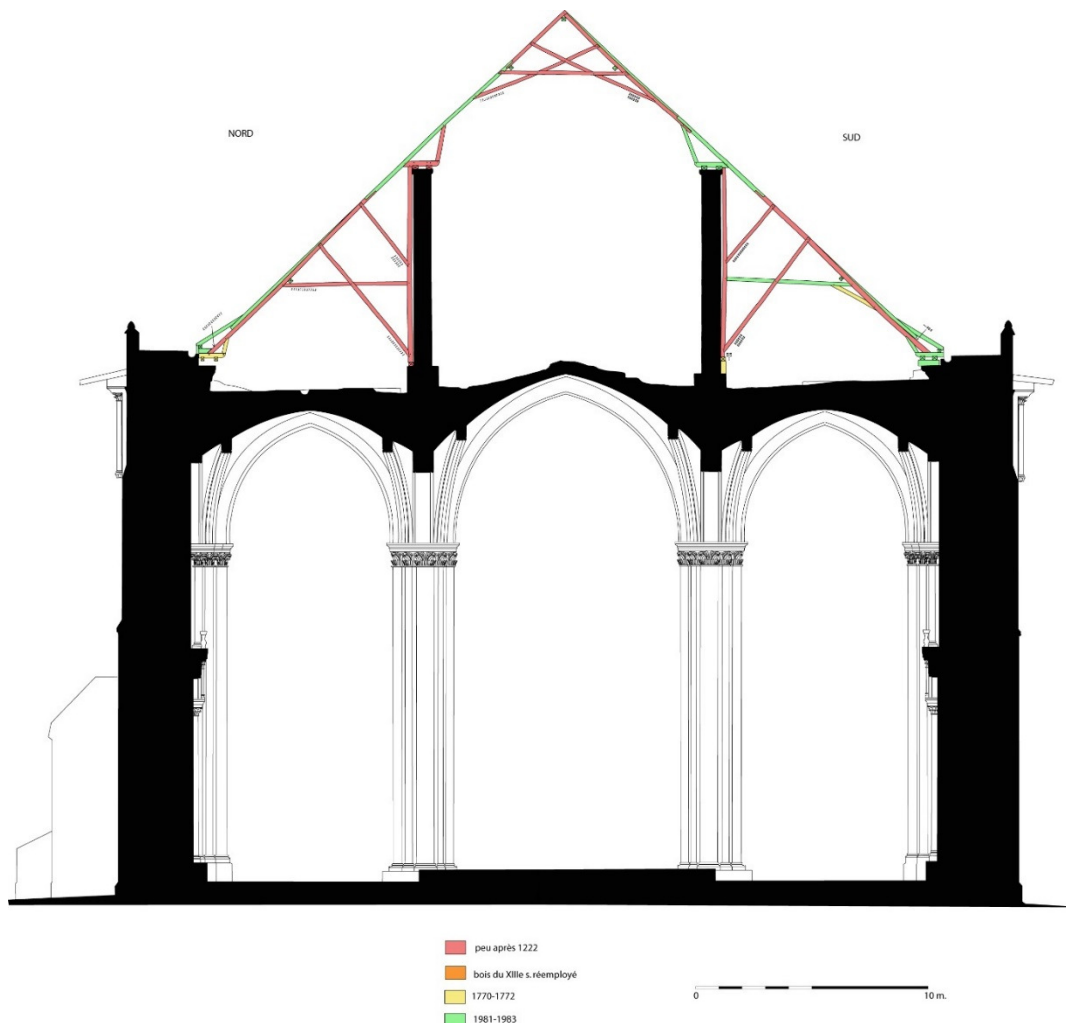 NORD
SUD
peu après 1222
bois du XIIIe s. réemployé
1770-1772
1981-1983
0
10 m.